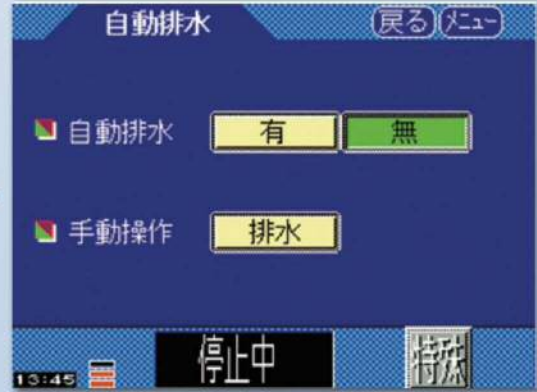 自動排水 戻る メニュー
自動排水 有 無
手動操作 排水
13:45 停止中 特殊